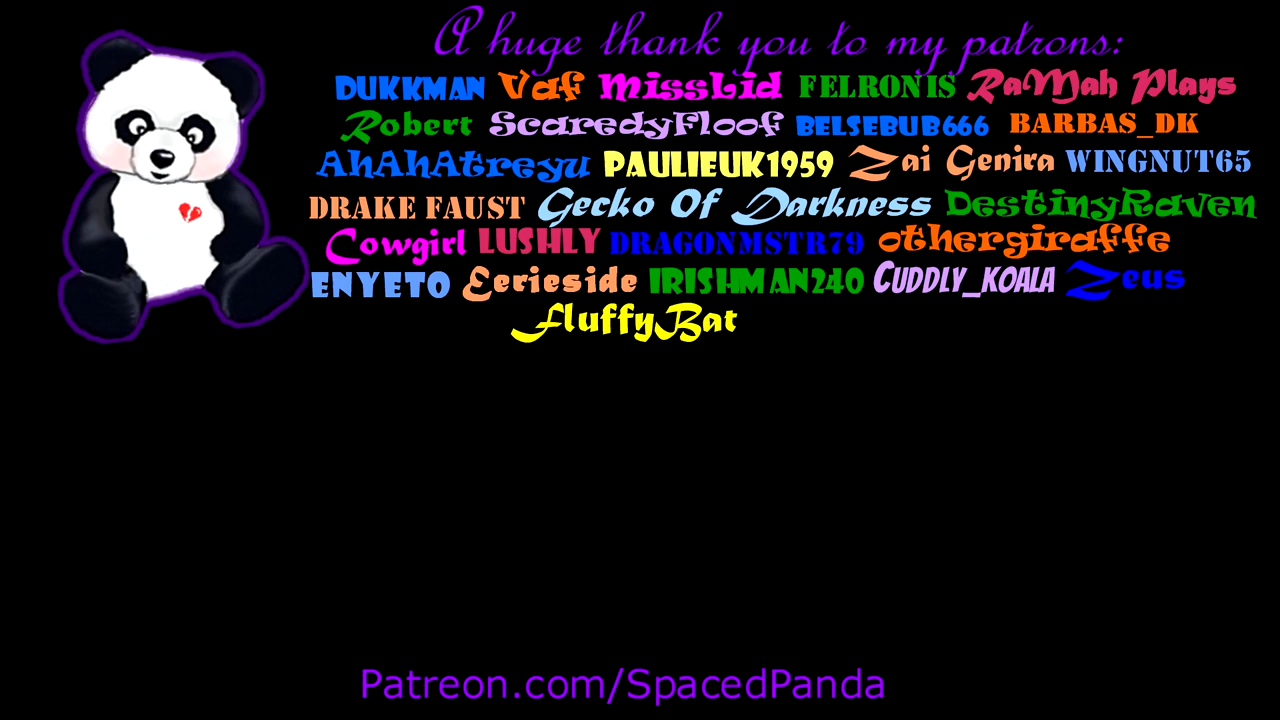 A huge thank you to my patrons:
DUKKMAN Vaf MissLid FELRONIS RaMah Plays
Robert ScaredyFloof BELSEBUB666 BARBAS_DK
AhAhAtreyu PAULIEUK1959 Zai Genira WINGNUT65
DRAKE FAUST Gecko Of Darkness DestinyRaven
Cowgirl LUSHLY DRAGONMSTR79 othergiraffe
ENYETO Eerieside IRISHMAN240 CUDDLY_KOALA Zeus
FluffyBat
Patreon.com/SpacedPanda